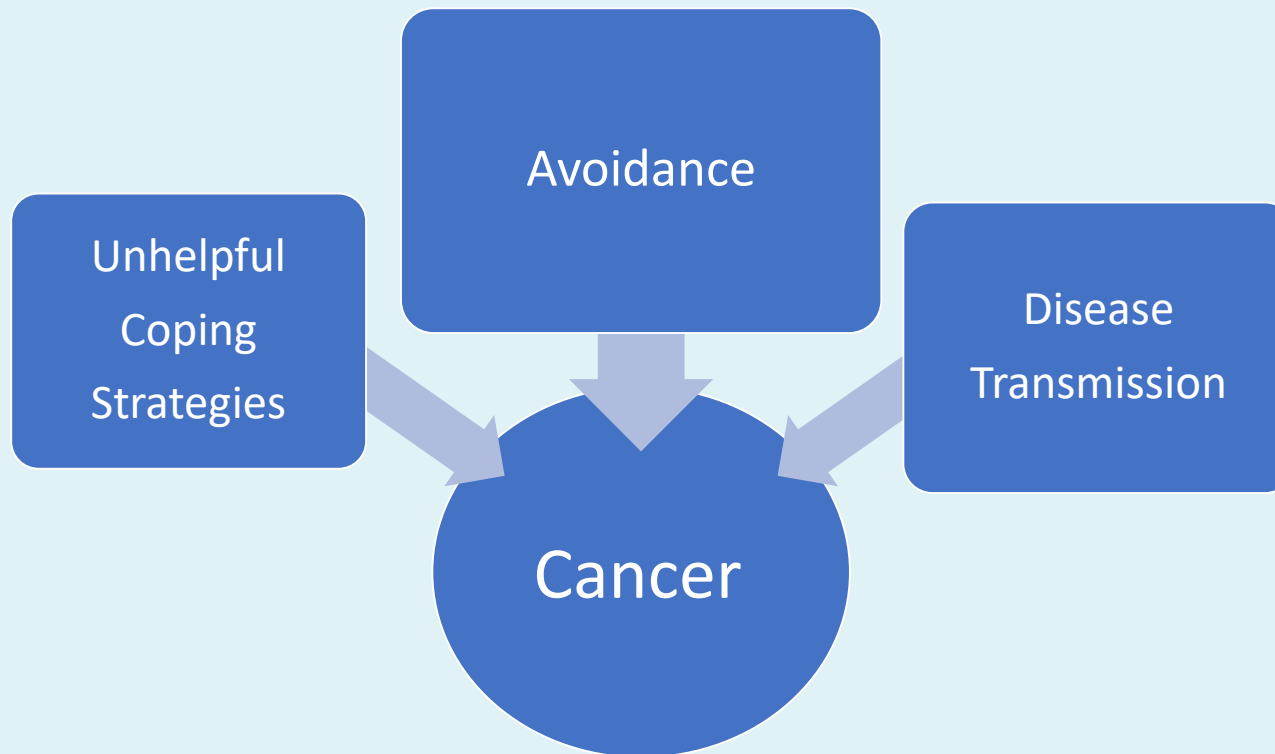 Avoidance
Unhelpful
Coping
Strategies
Disease
Transmission
Cancer